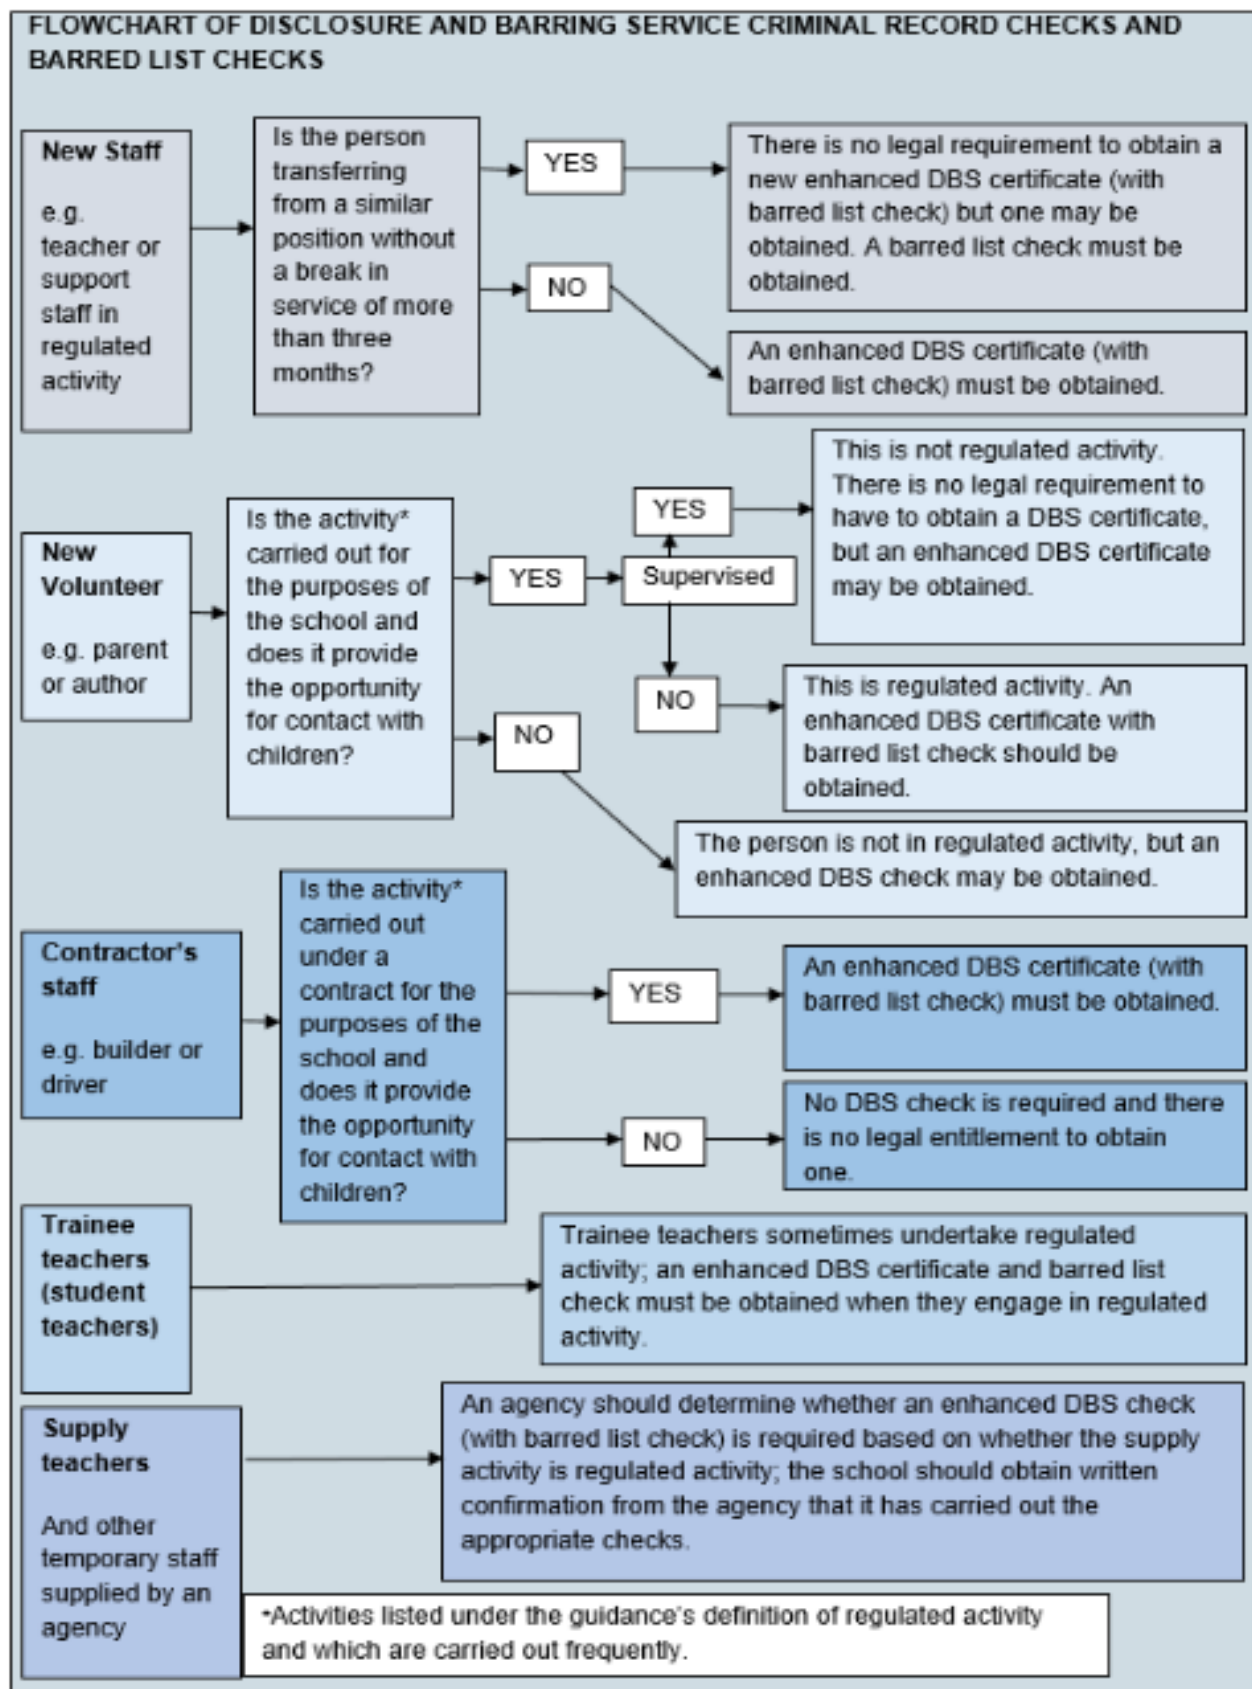 FLOWCHART OF DISCLOSURE AND BARRING SERVICE CRIMINAL RECORD CHECKS AND
BARRED LIST CHECKS
New Staff
e.g.
teacher or
support
staff in
regulated
activity
Is the person
transferring
from a similar
position without
a break in
service of more
than three
months?
YES
There is no legal requirement to obtain a
new enhanced DBS certificate (with
barred list check) but one may be
obtained. A barred list check must be
obtained.
NO
An enhanced DBS certificate (with
barred list check) must be obtained.
New
Volunteer
e.g. parent
or author
Is the activity*
carried out for
the purposes of
the school and
does it provide
the opportunity
for contact with
children?
YES
Supervised
YES
This is not regulated activity.
There is no legal requirement to
have to obtain a DBS certificate,
but an enhanced DBS certificate
may be obtained.
NO
This is regulated activity. An
enhanced DBS certificate with
barred list check should be
obtained.
NO
The person is not in regulated activity, but an
enhanced DBS check may be obtained.
Contractor's
staff
e.g. builder or
driver
Is the activity*
carried out
under a
contract for the
purposes of the
school and
does it provide
the opportunity
for contact with
children?
YES
An enhanced DBS certificate (with
barred list check) must be obtained.
NO
No DBS check is required and there
is no legal entitlement to obtain
one.
Trainee
teachers
(student
teachers)
Trainee teachers sometimes undertake regulated
activity; an enhanced DBS certificate and barred list
check must be obtained when they engage in regulated
activity.
Supply
teachers
And other
temporary staff
supplied by an
agency
An agency should determine whether an enhanced DBS check
(with barred list check) is required based on whether the supply
activity is regulated activity; the school should obtain written
confirmation from the agency that it has carried out the
appropriate checks.
*Activities listed under the guidance's definition of regulated activity
and which are carried out frequently.